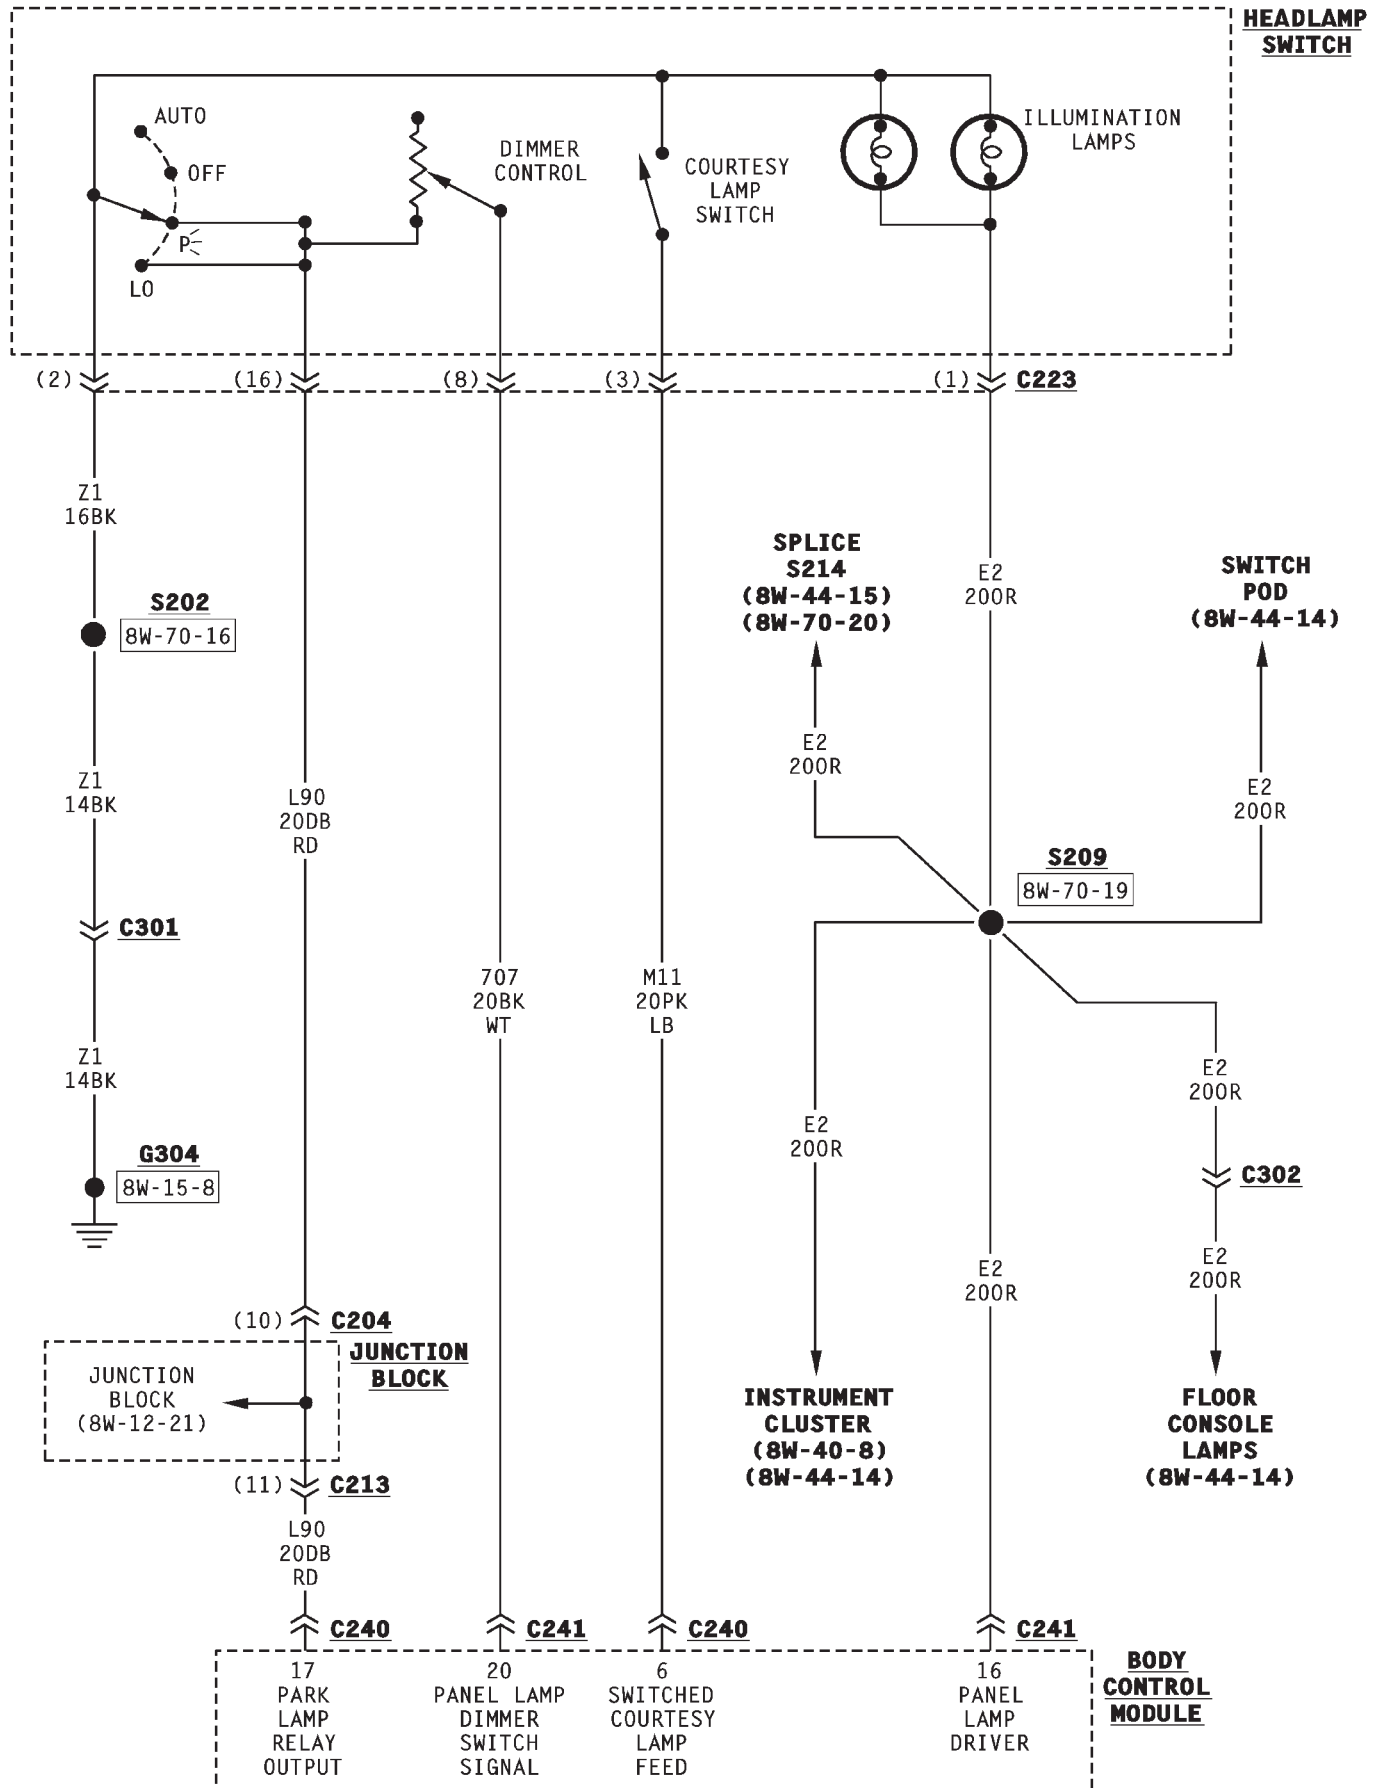 HEADLAMP
SWITCH
AUTO
OFF
P
LO
DIMMER
CONTROL
COURTESY
LAMP
SWITCH
ILLUMINATION
LAMPS
(2)
(16)
(8)
(3)
(1)
C223
Z1
16BK
S202
8W-70-16
Z1
14BK
C301
Z1
14BK
G304
8W-15-8
L90
20DB
RD
707
20BK
WT
M11
20PK
LB
SPLICE
S214
(8W-44-15)
(8W-70-20)
E2
20OR
SWITCH
POD
(8W-44-14)
E2
20OR
E2
20OR
S209
8W-70-19
E2
20OR
E2
20OR
C302
E2
20OR
E2
20OR
(10)
C204
JUNCTION
BLOCK
JUNCTION
BLOCK
(8W-12-21)
(11)
C213
L90
20DB
RD
INSTRUMENT
CLUSTER
(8W-40-8)
(8W-44-14)
FLOOR
CONSOLE
LAMPS
(8W-44-14)
C240
C241
C240
C241
17
PARK
LAMP
RELAY
OUTPUT
20
PANEL LAMP
DIMMER
SWITCH
SIGNAL
6
SWITCHED
COURTESY
LAMP
FEED
16
PANEL
LAMP
DRIVER
BODY
CONTROL
MODULE